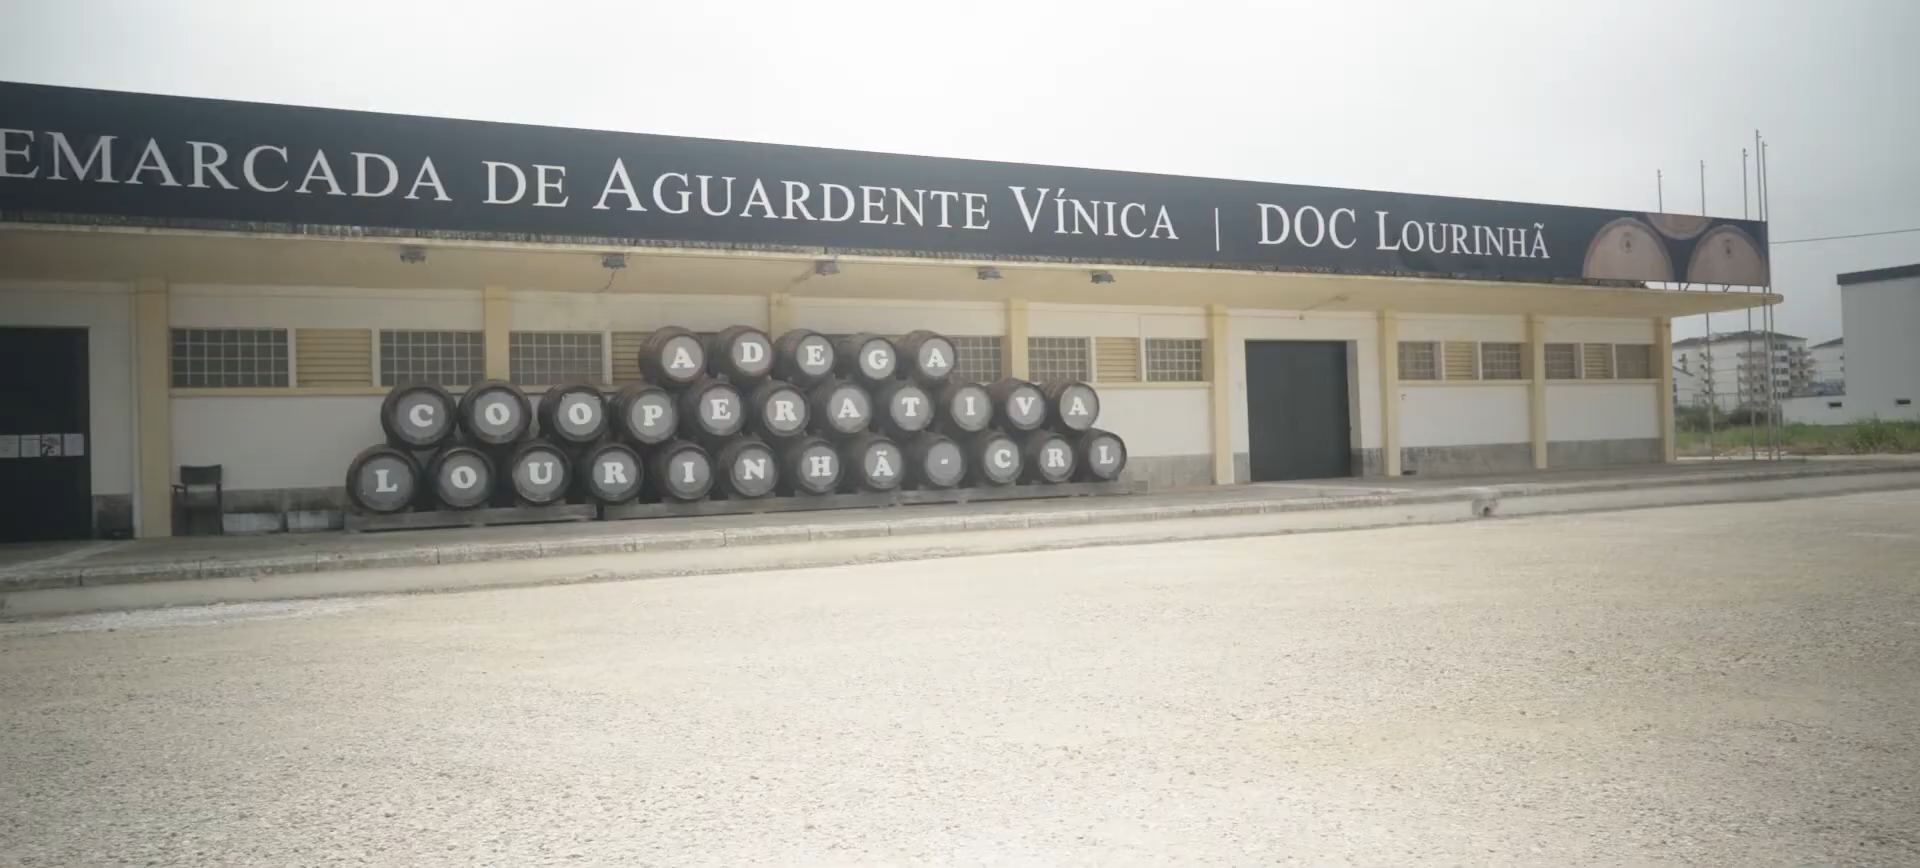 EMARCADA DE AGUARDENTE VÍNICA | DOC LOURINHÃ
ADEGA
COOPERATIVA
LOURINHÃ - CRL